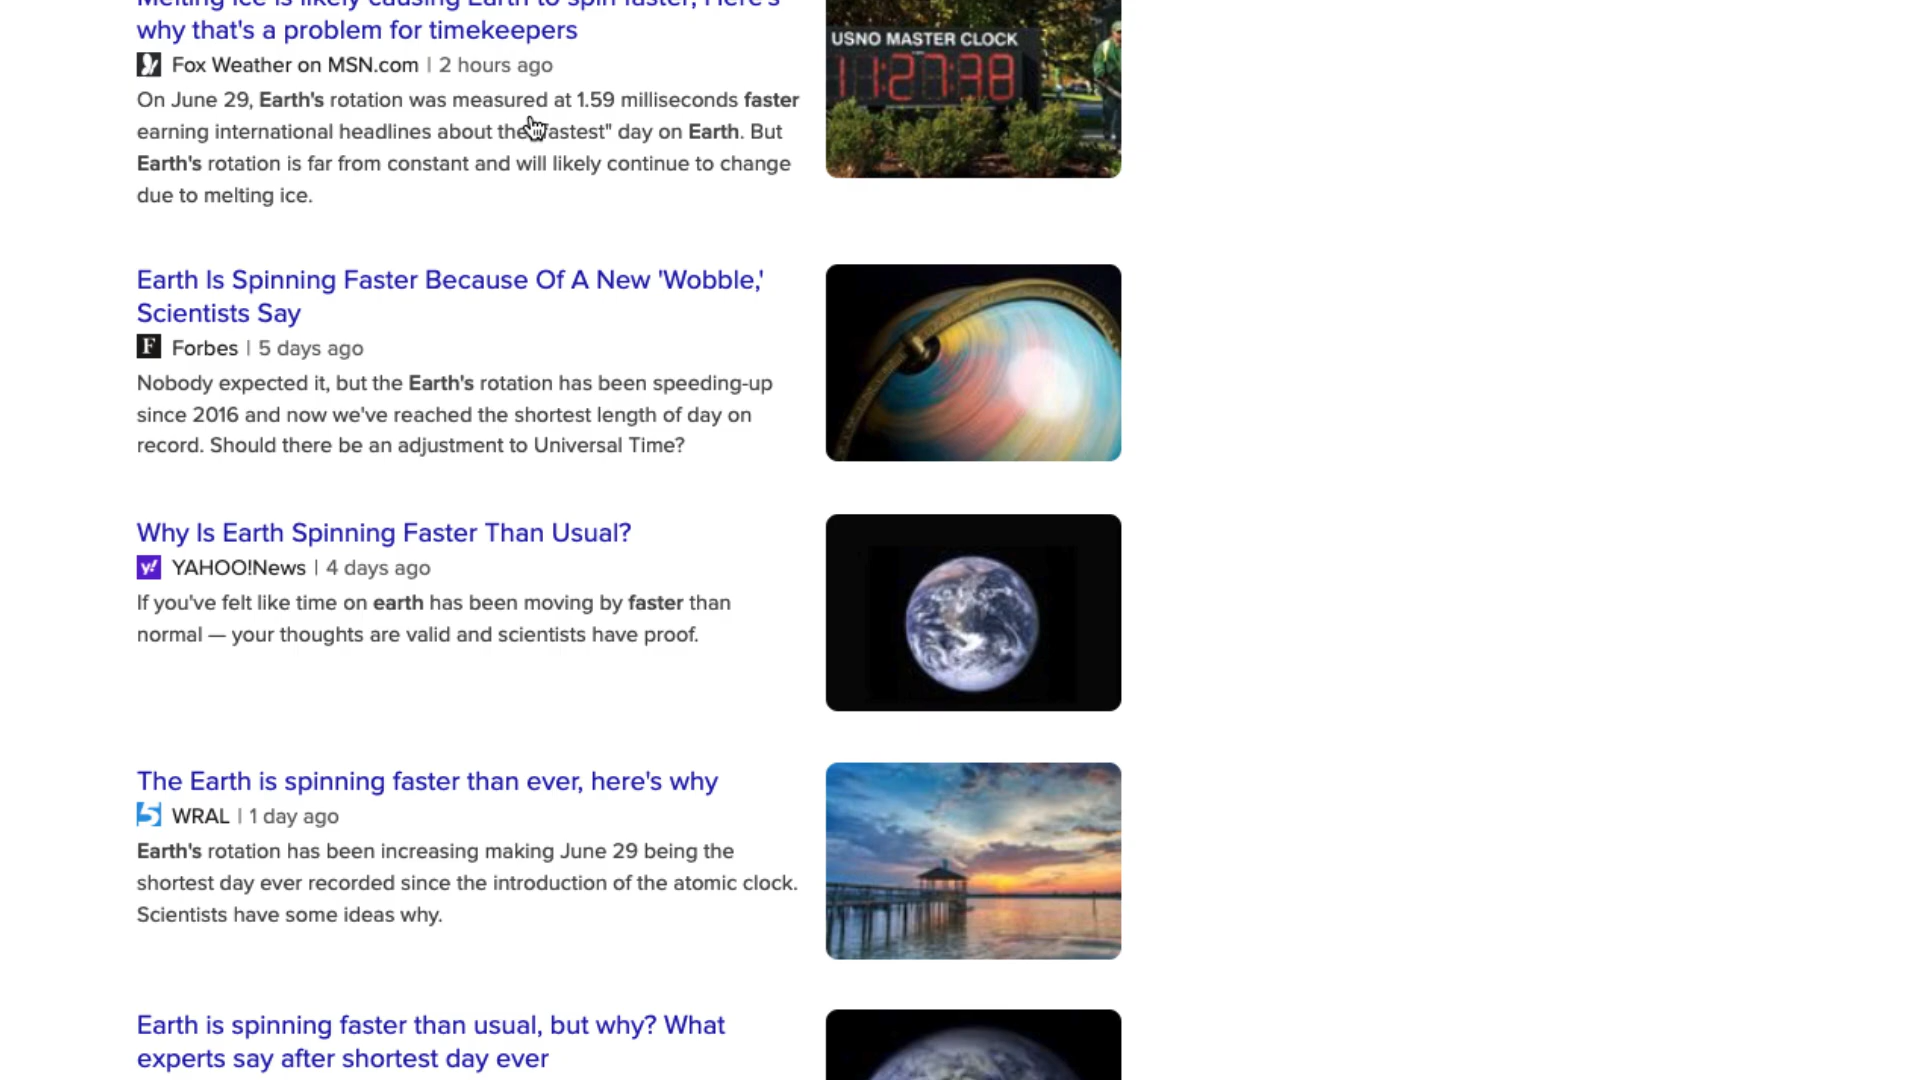 Melting ice is likely causing Earth to spin faster; Here's
why that's a problem for timekeepers
Fox Weather on MSN.com | 2 hours ago
On June 29, Earth's rotation was measured at 1.59 milliseconds faster
earning international headlines about the "fastest" day on Earth. But
Earth's rotation is far from constant and will likely continue to change
due to melting ice.
USNO MASTER CLOCK
11:27:38
Earth Is Spinning Faster Because Of A New 'Wobble,'
Scientists Say
F Forbes | 5 days ago
Nobody expected it, but the Earth's rotation has been speeding-up
since 2016 and now we've reached the shortest length of day on
record. Should there be an adjustment to Universal Time?
Why Is Earth Spinning Faster Than Usual?
y! YAHOO!News | 4 days ago
If you've felt like time on earth has been moving by faster than
normal — your thoughts are valid and scientists have proof.
The Earth is spinning faster than ever, here's why
5 WRAL | 1 day ago
Earth's rotation has been increasing making June 29 being the
shortest day ever recorded since the introduction of the atomic clock.
Scientists have some ideas why.
Earth is spinning faster than usual, but why? What
experts say after shortest day ever